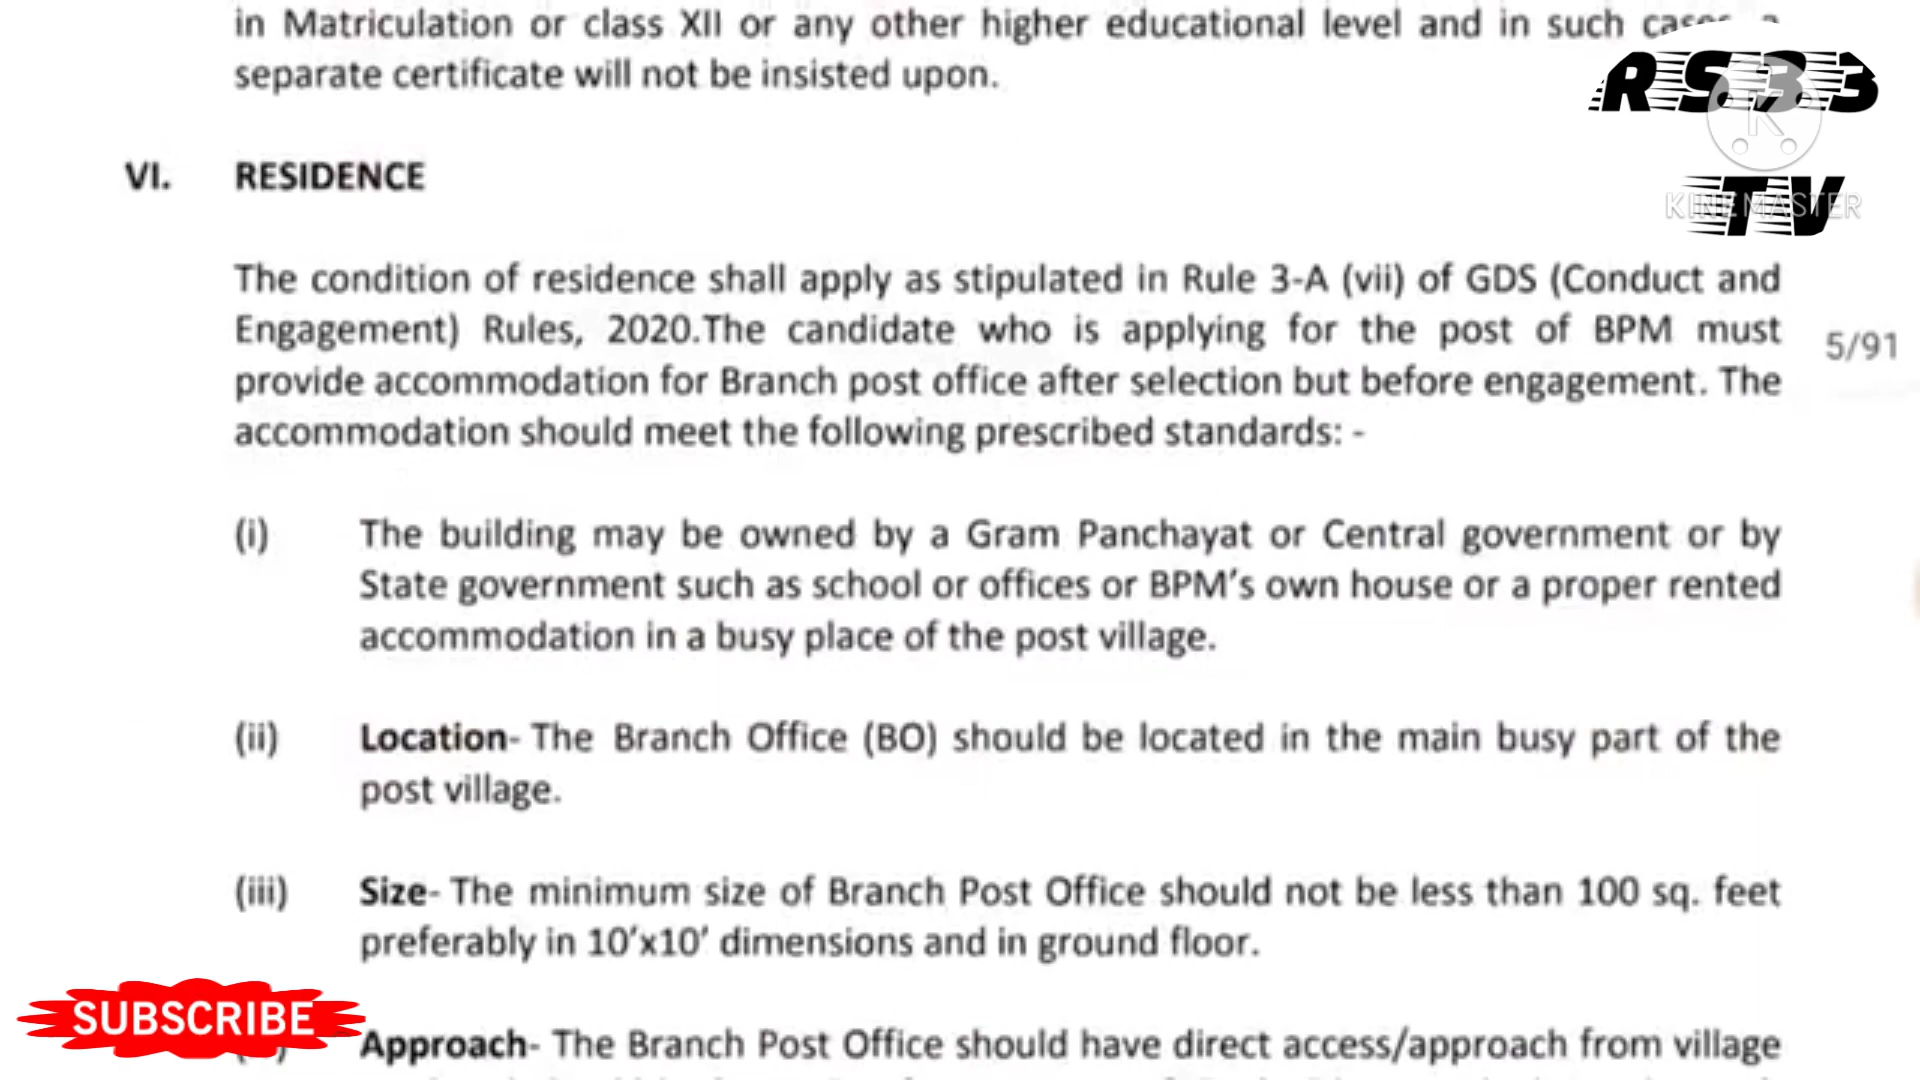 in Matriculation or class XII or any other higher educational level and in such cases a
separate certificate will not be insisted upon.
RS33
TV
KINEMASTER
VI. RESIDENCE
The condition of residence shall apply as stipulated in Rule 3-A (vii) of GDS (Conduct and
Engagement) Rules, 2020.The candidate who is applying for the post of BPM must
provide accommodation for Branch post office after selection but before engagement. The
accommodation should meet the following prescribed standards: -
5/91
(i) The building may be owned by a Gram Panchayat or Central government or by
State government such as school or offices or BPM's own house or a proper rented
accommodation in a busy place of the post village.
(ii) Location- The Branch Office (BO) should be located in the main busy part of the
post village.
(iii) Size- The minimum size of Branch Post Office should not be less than 100 sq. feet
preferably in 10'x10' dimensions and in ground floor.
SUBSCRIBE
Approach- The Branch Post Office should have direct access/approach from village